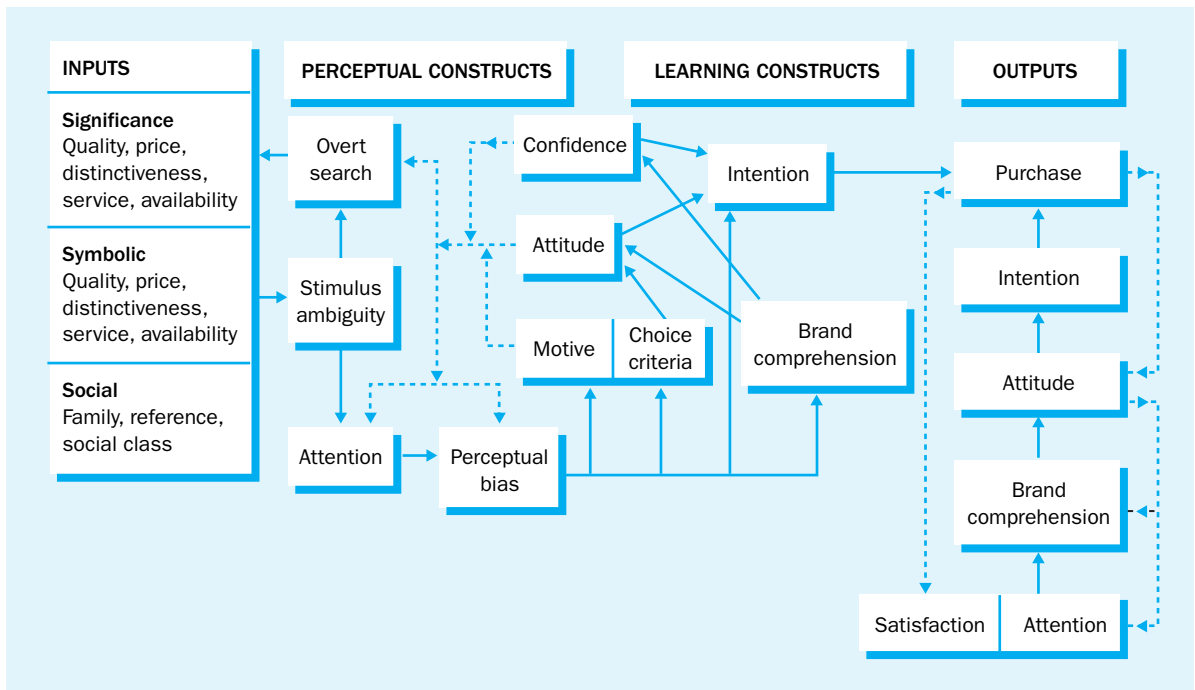 INPUTS
Significance
Quality, price,
distinctiveness,
service, availability
Symbolic
Quality, price,
distinctiveness,
service, availability
Social
Family, reference,
social class
PERCEPTUAL CONSTRUCTS
Overt
search
Stimulus
ambiguity
Attention
Perceptual
bias
LEARNING CONSTRUCTS
Confidence
Intention
Attitude
Motive
Choice
criteria
Brand
comprehension
OUTPUTS
Purchase
Intention
Attitude
Brand
comprehension
Satisfaction
Attention